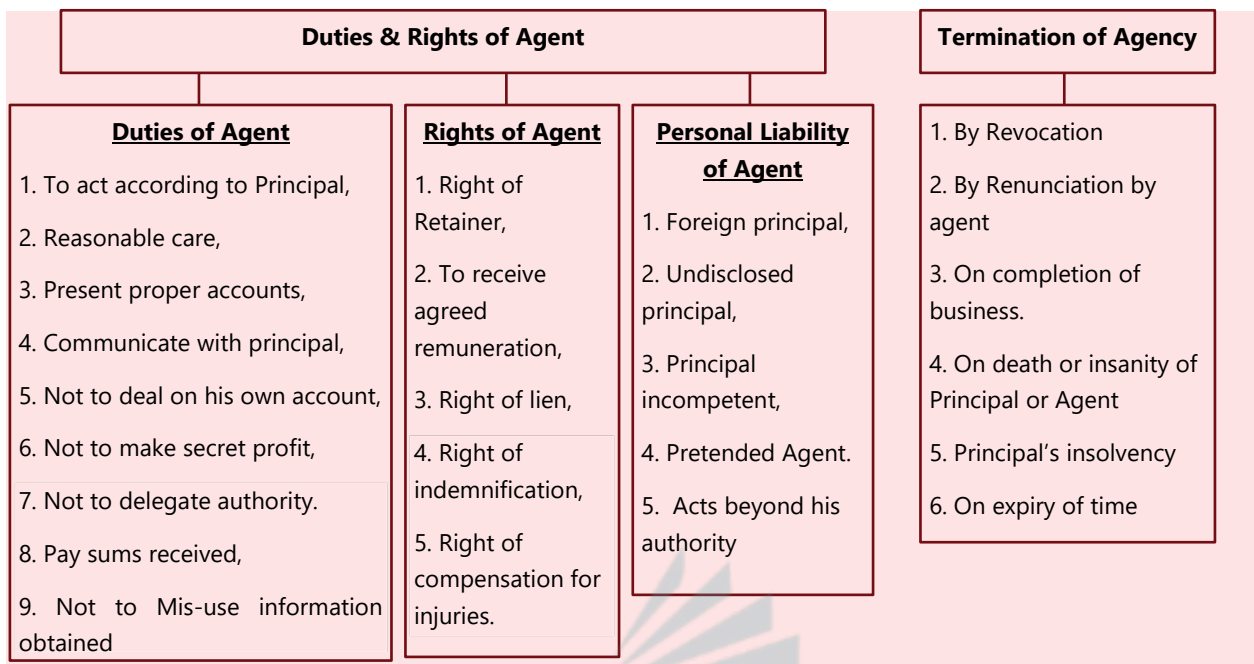 Duties & Rights of Agent
Duties of Agent
1. To act according to Principal,
2. Reasonable care,
3. Present proper accounts,
4. Communicate with principal,
5. Not to deal on his own account,
6. Not to make secret profit,
7. Not to delegate authority.
8. Pay sums received,
9. Not to Mis-use information
obtained
Rights of Agent
1. Right of
Retainer,
2. To receive
agreed
remuneration,
3. Right of lien,
4. Right of
indemnification,
5. Right of
compensation for
injuries.
Personal Liability
of Agent
1. Foreign principal,
2. Undisclosed
principal,
3. Principal
incompetent,
4. Pretended Agent.
5. Acts beyond his
authority
Termination of Agency
1. By Revocation
2. By Renunciation by
agent
3. On completion of
business.
4. On death or insanity of
Principal or Agent
5. Principal's insolvency
6. On expiry of time